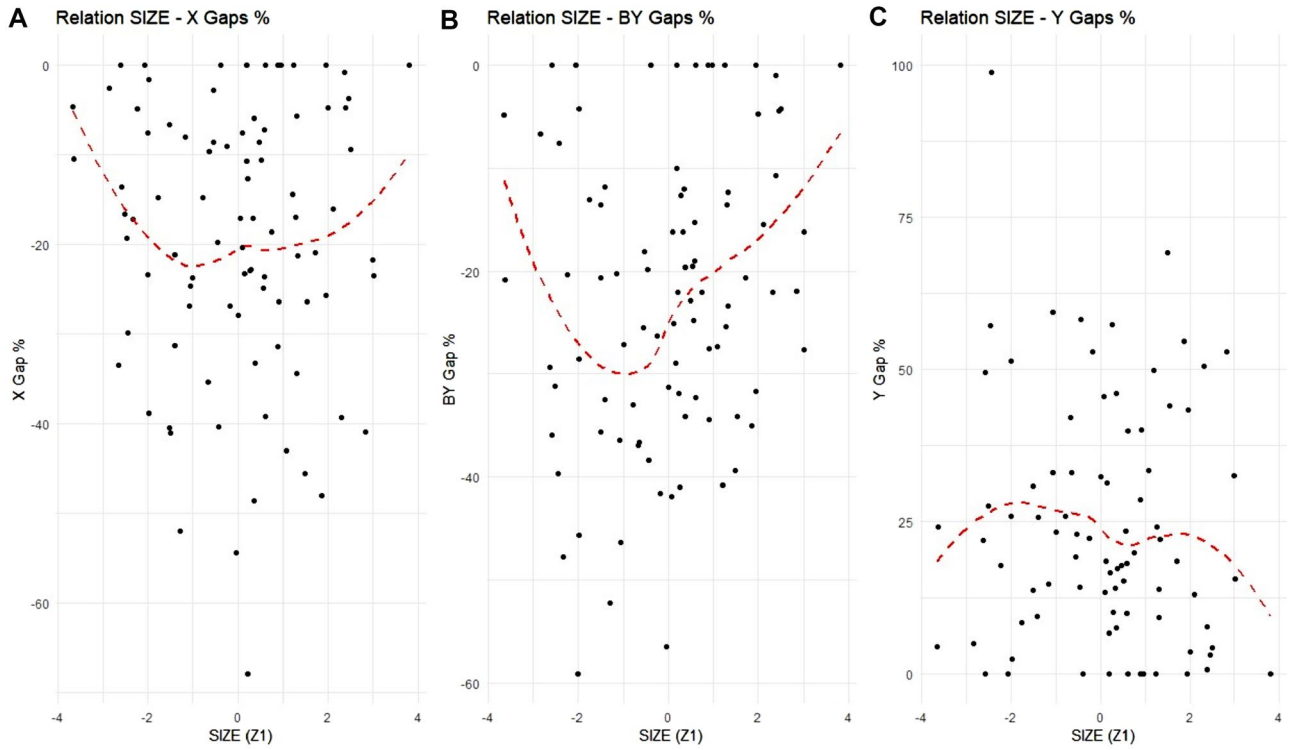 A Relation SIZE - X Gaps %
0
-20
-40
-60
X Gap %
-4 -2 0 2 4
SIZE (Z1)
B Relation SIZE - BY Gaps %
0
-20
-40
-60
BY Gap %
-4 -2 0 2 4
SIZE (Z1)
C Relation SIZE - Y Gaps %
100
75
50
25
0
Y Gap %
-4 -2 0 2 4
SIZE (Z1)